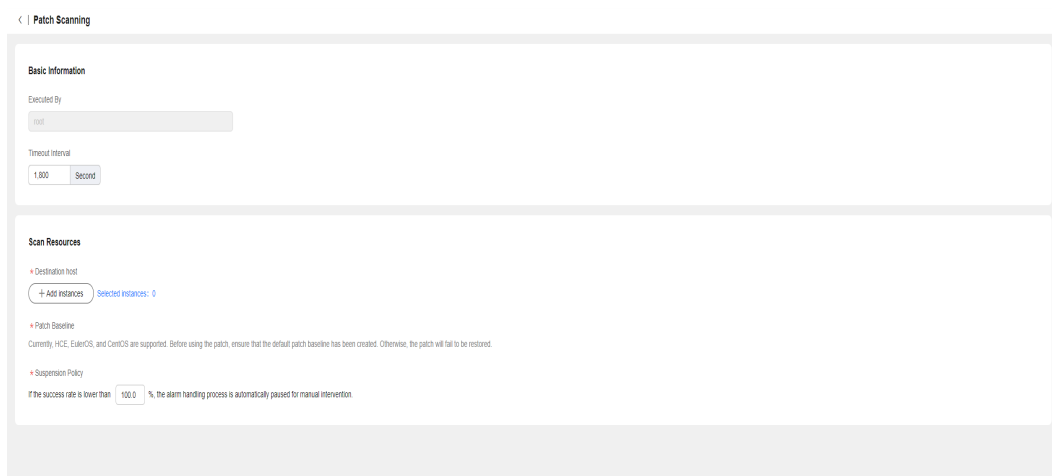 Patch Scanning
Basic Information
Executed By
root
Timeout Interval
1,800 Second
Scan Resources
* Destination host
+ Add instances Selected instances: 0
* Patch Baseline
Currently, HCE, EulerOS, and CentOS are supported. Before using the patch, ensure that the default patch baseline has been created. Otherwise, the patch will fail to be restored.
* Suspension Policy
If the success rate is lower than 100.0 %, the alarm handling process is automatically paused for manual intervention.